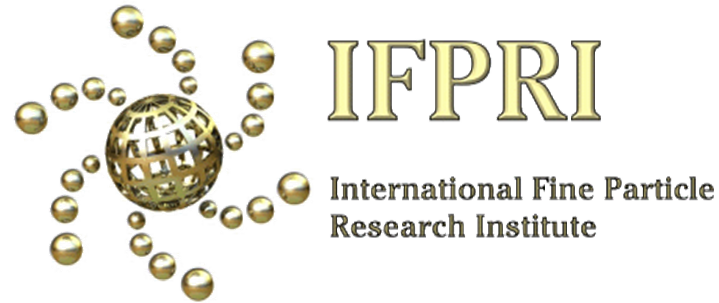 IFPRI
International Fine Particle
Research Institute